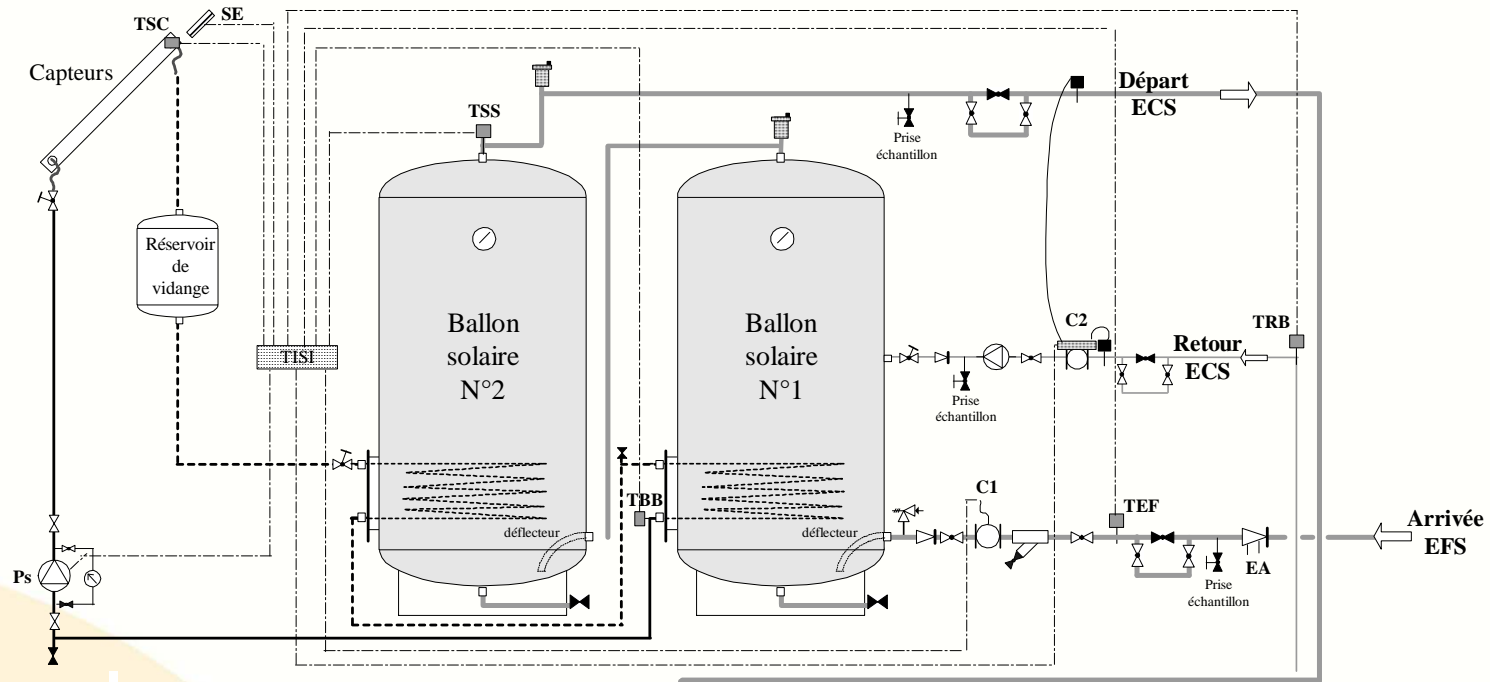 SE
TSC
Capteurs
Départ
ECS
TSS
Prise
échantillon
Réservoir
de
vidange
Ballon
solaire
N°2
Ballon
solaire
N°1
C2
TRB
Retour
ECS
TISI
Prise
échantillon
C1
TBB
TEF
déflecteur
déflecteur
Arrivée
EFS
EA
Ps
Prise
échantillon